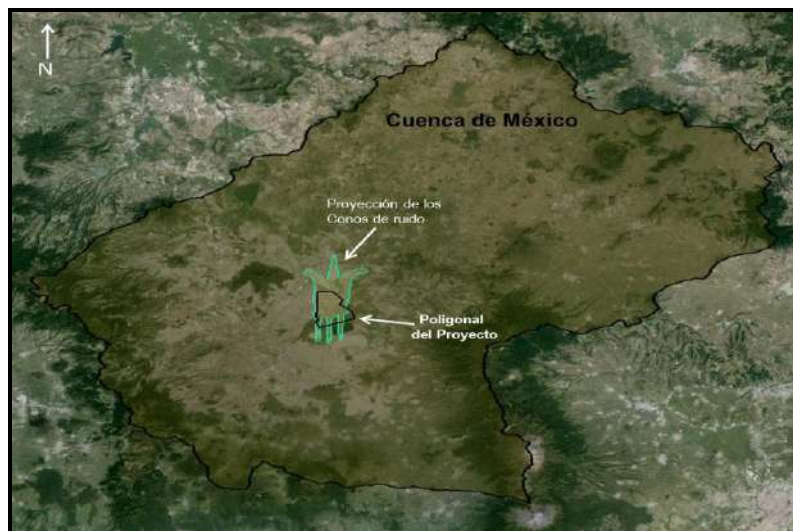 N
Cuenca de México
Proyección de los
Conos de ruido
Poligonal
del Proyecto